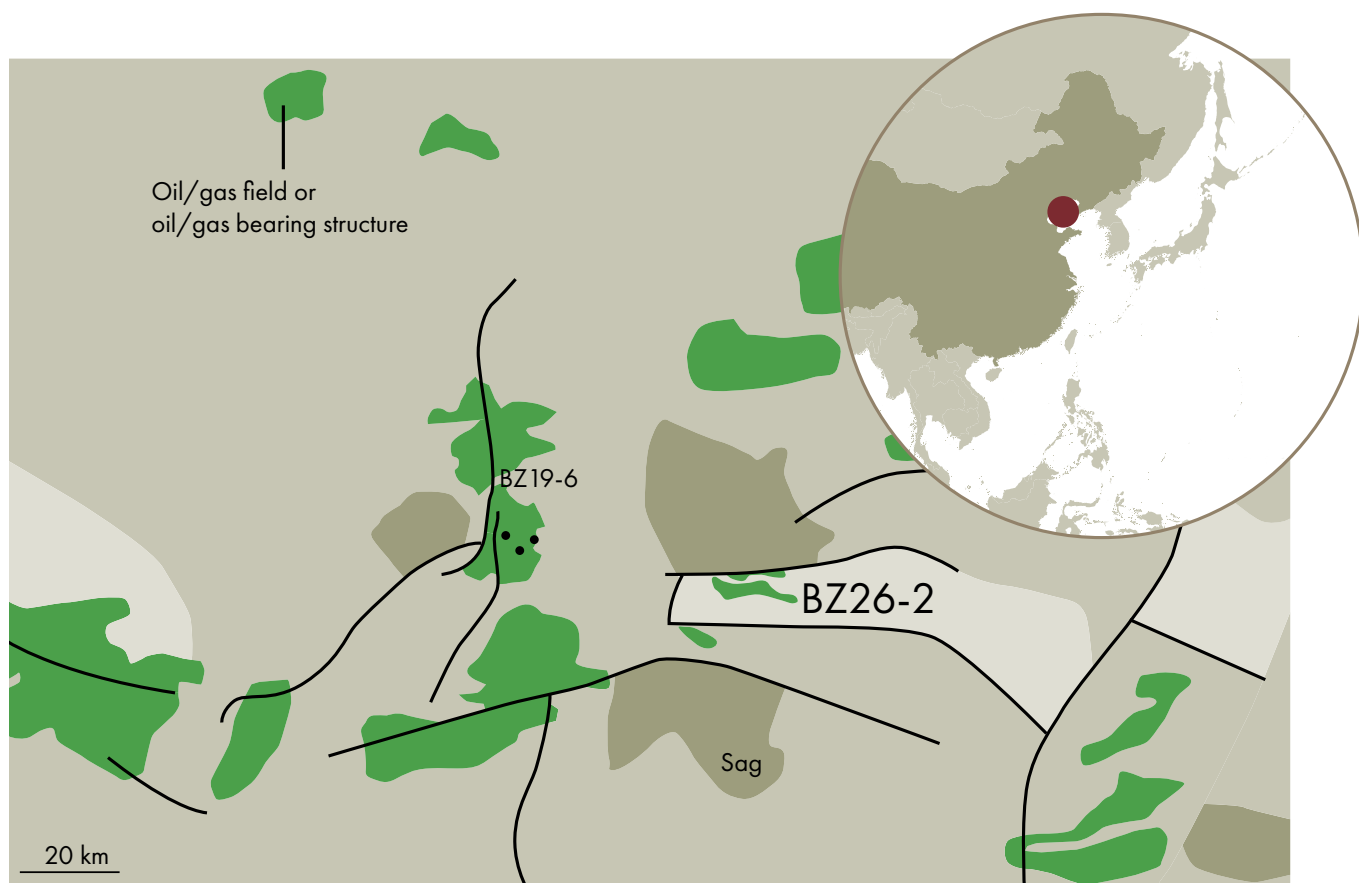 Oil/gas field or
oil/gas bearing structure
BZ19-6
BZ26-2
Sag
20 km